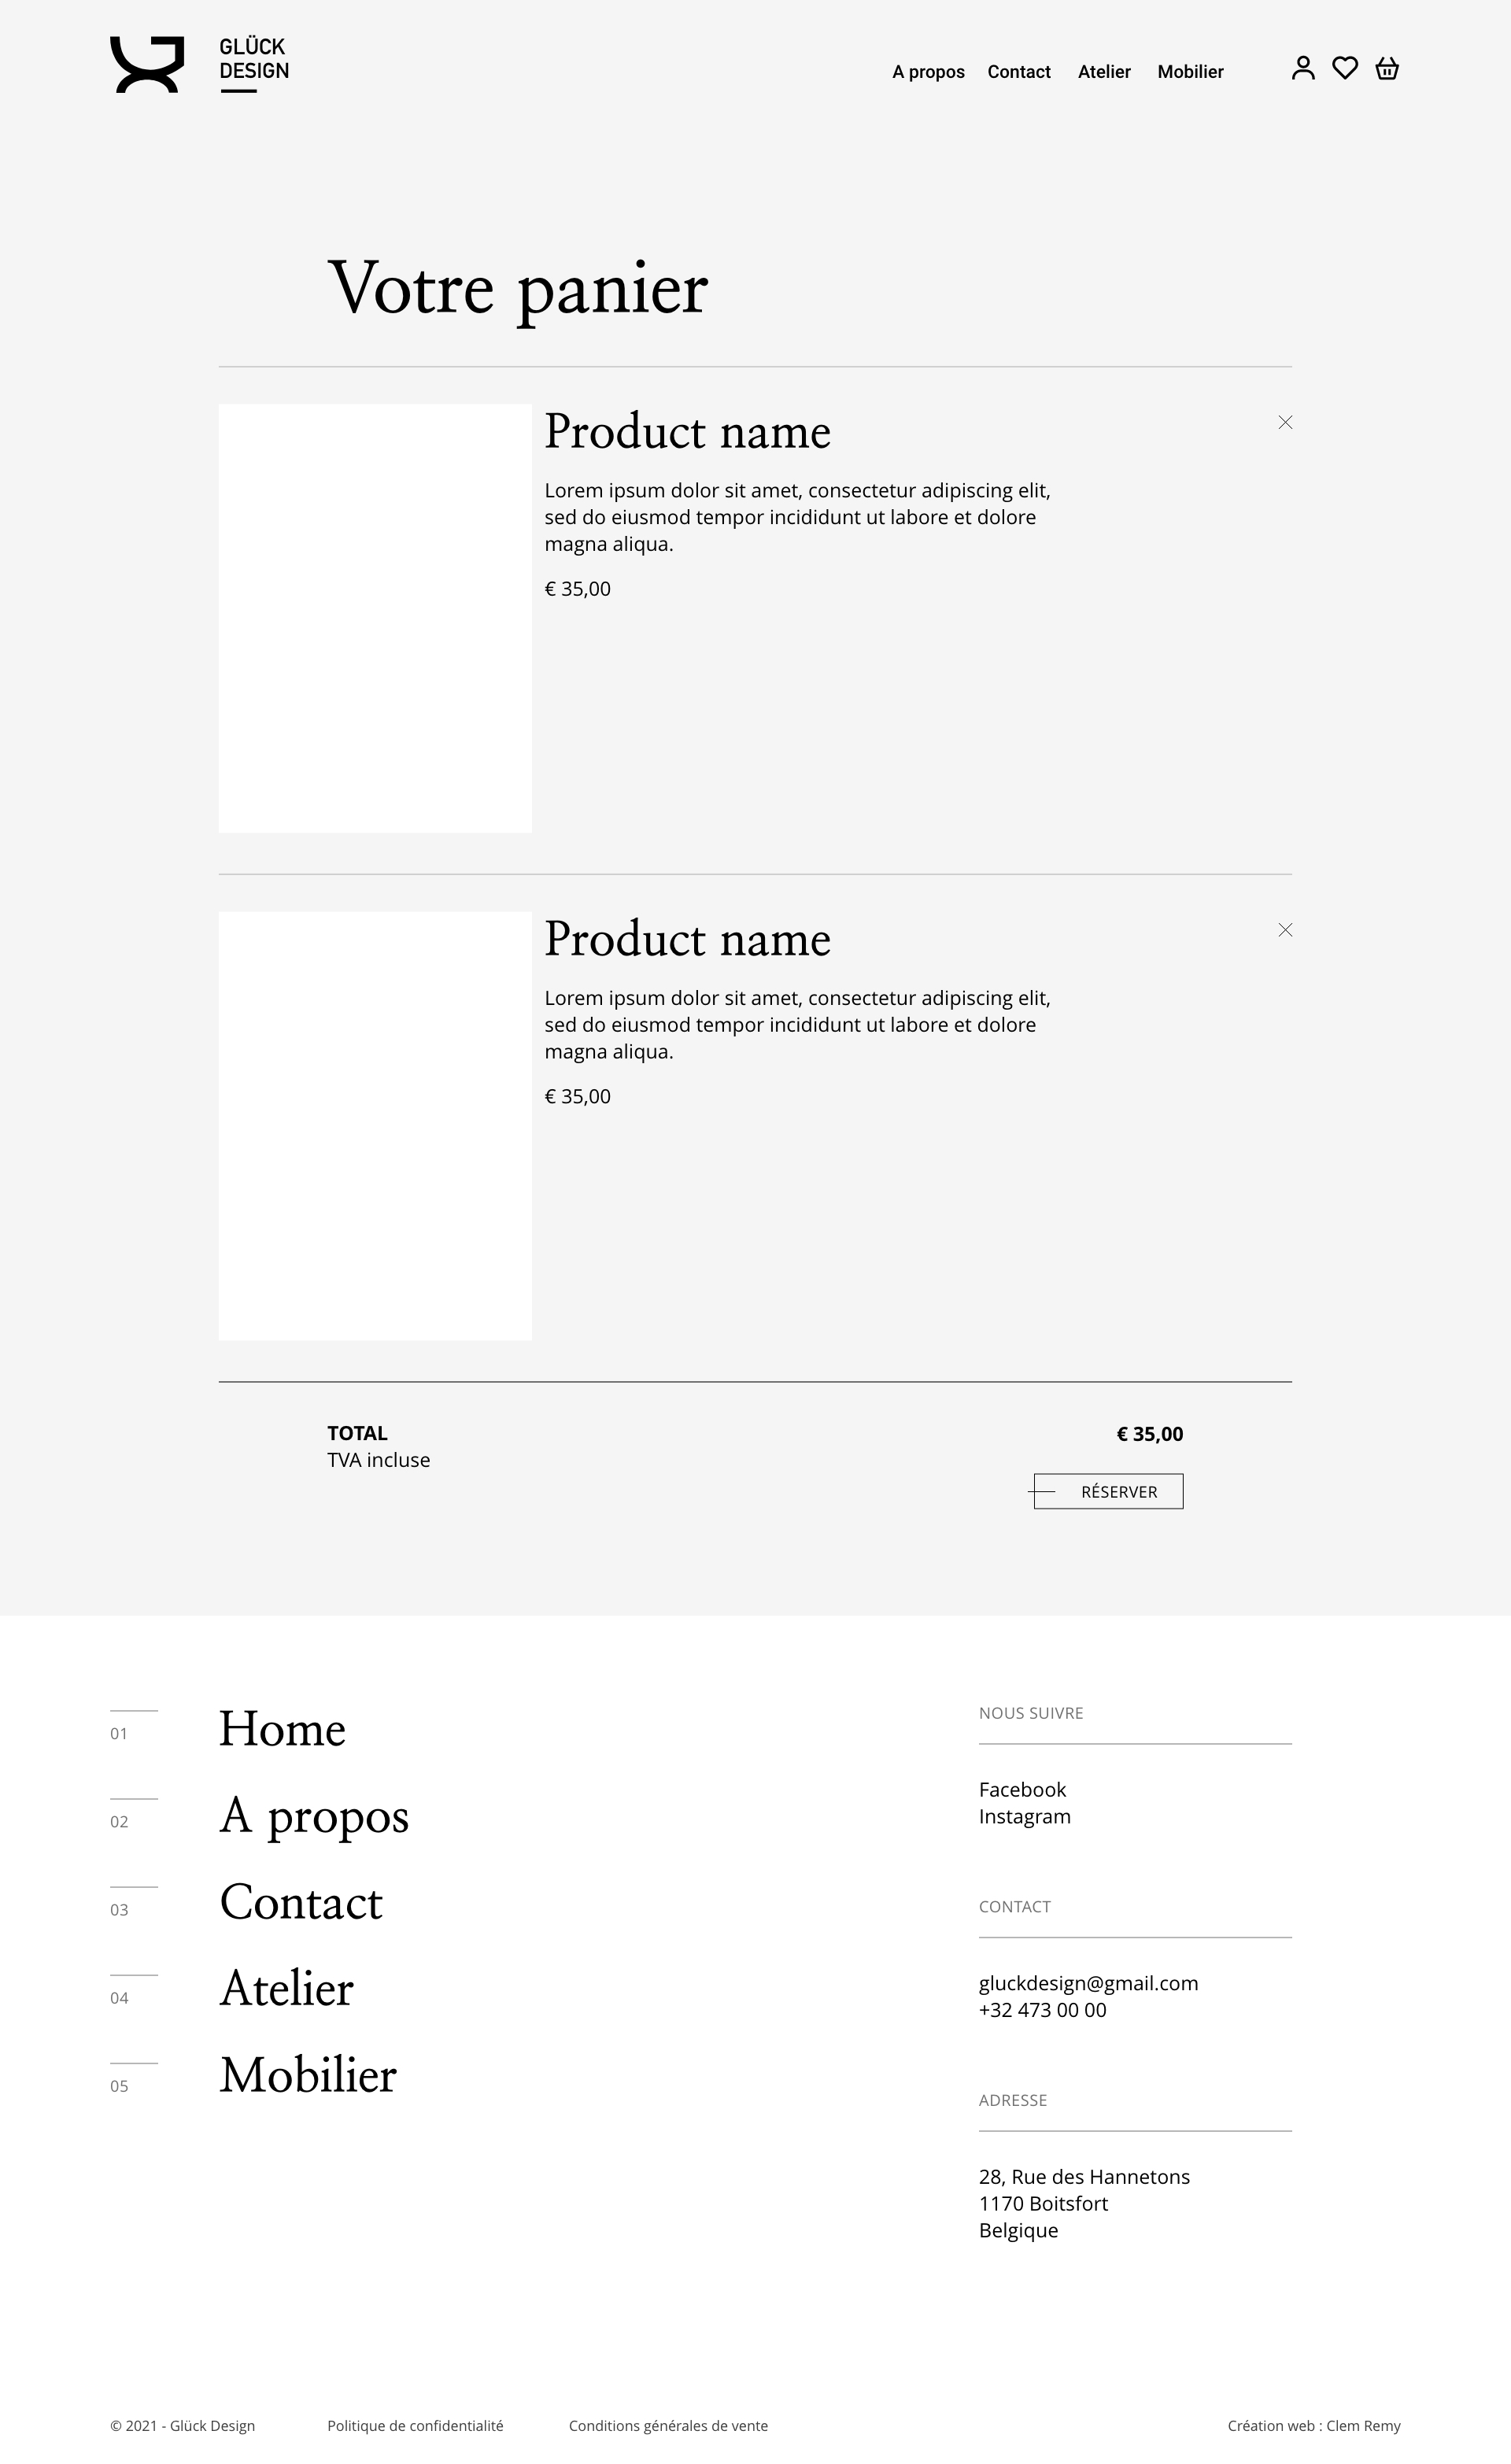 GLÜCK
DESIGN
A propos Contact Atelier Mobilier
Votre panier
Product name
Lorem ipsum dolor sit amet, consectetur adipiscing elit,
sed do eiusmod tempor incididunt ut labore et dolore
magna aliqua.
€ 35,00
Product name
Lorem ipsum dolor sit amet, consectetur adipiscing elit,
sed do eiusmod tempor incididunt ut labore et dolore
magna aliqua.
€ 35,00
TOTAL
TVA incluse
€ 35,00
RÉSERVER
01 Home
02 A propos
03 Contact
04 Atelier
05 Mobilier
NOUS SUIVRE
Facebook
Instagram
CONTACT
gluckdesign@gmail.com
+32 473 00 00
ADRESSE
28, Rue des Hannetons
1170 Boitsfort
Belgique
© 2021 - Glück Design Politique de confidentialité Conditions générales de vente Création web : Clem Remy